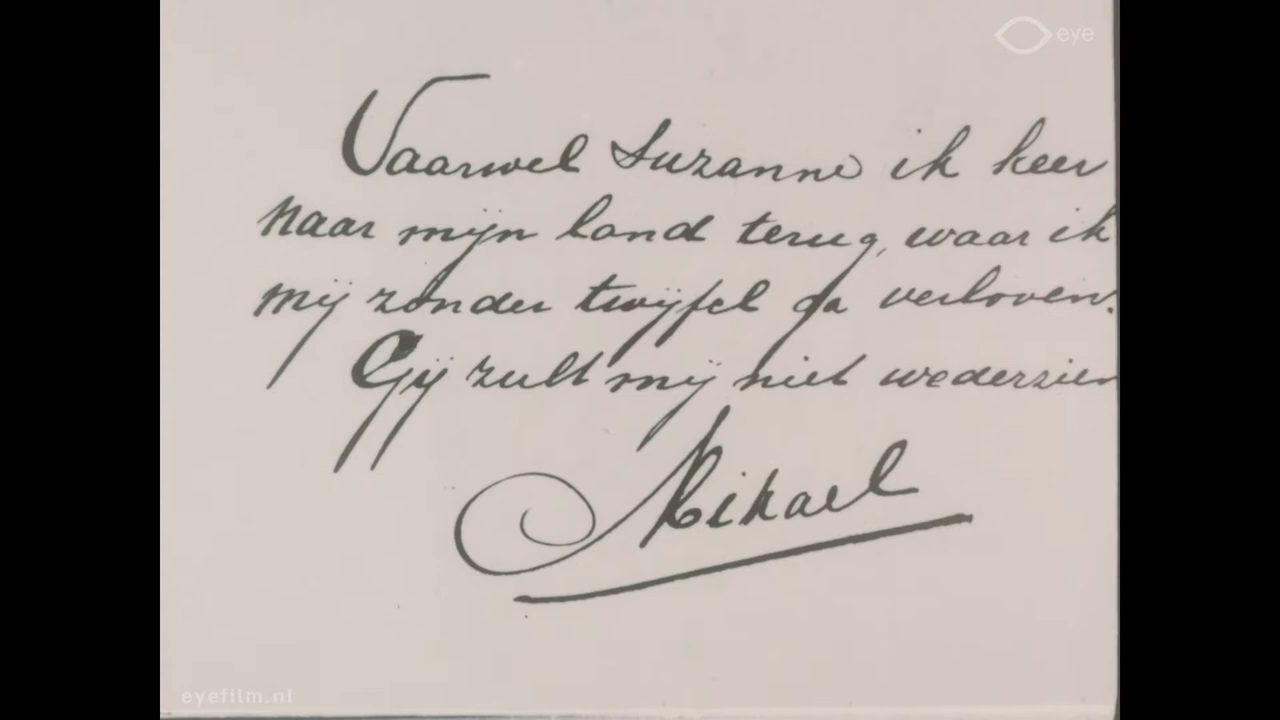 eye
Vaarwel Suzanne ik keer
naar mijn land terug, waar ik
mij zonder twijfel ga verloven.
Gij zult mij niet wederzien
Mikael
eyefilm.nl